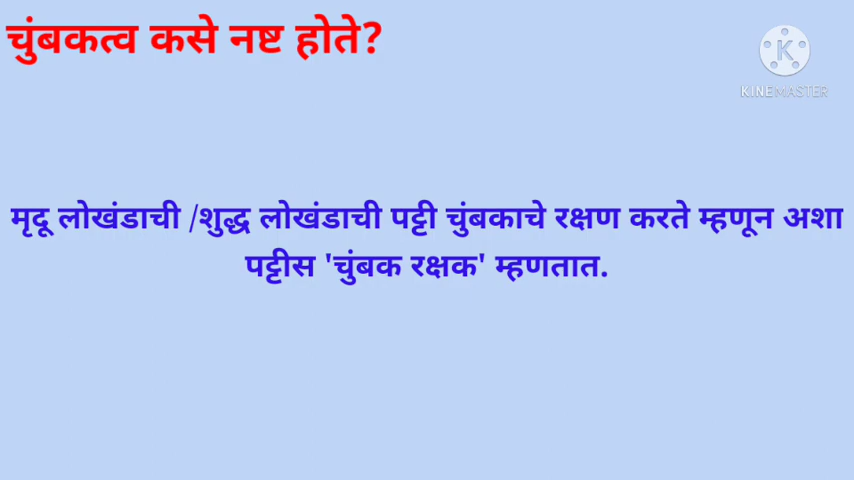 चुंबकत्व कसे नष्ट होते?
K
KINEMASTER
मृदू लोखंडाची /शुद्ध लोखंडाची पट्टी चुंबकाचे रक्षण करते म्हणून अशा
पट्टीस 'चुंबक रक्षक' म्हणतात.